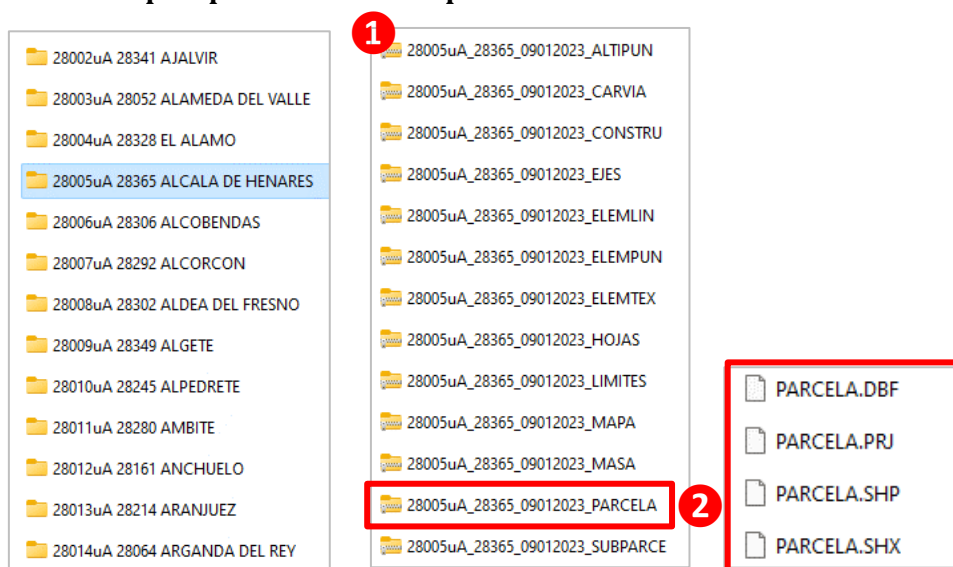 28002uA 28341 AJALVIR
28003uA 28052 ALAMEDA DEL VALLE
28004uA 28328 EL ALAMO
28005uA 28365 ALCALA DE HENARES
28006uA 28306 ALCOBENDAS
28007uA 28292 ALCORCON
28008uA 28302 ALDEA DEL FRESNO
28009uA 28349 ALGETE
28010uA 28245 ALPEDRETE
28011uA 28280 AMBITE
28012uA 28161 ANCHUELO
28013uA 28214 ARANJUEZ
28014uA 28064 ARGANDA DEL REY
1
28005uA_28365_09012023_ALTIPUN
28005uA_28365_09012023_CARVIA
28005uA_28365_09012023_CONSTRU
28005uA_28365_09012023_EJES
28005uA_28365_09012023_ELEMLIN
28005uA_28365_09012023_ELEMPUN
28005uA_28365_09012023_ELEMTEX
28005uA_28365_09012023_HOJAS
28005uA_28365_09012023_LIMITES
28005uA_28365_09012023_MAPA
28005uA_28365_09012023_MASA
28005uA_28365_09012023_PARCELA
28005uA_28365_09012023_SUBPARCE
2
PARCELA.DBF
PARCELA.PRJ
PARCELA.SHP
PARCELA.SHX